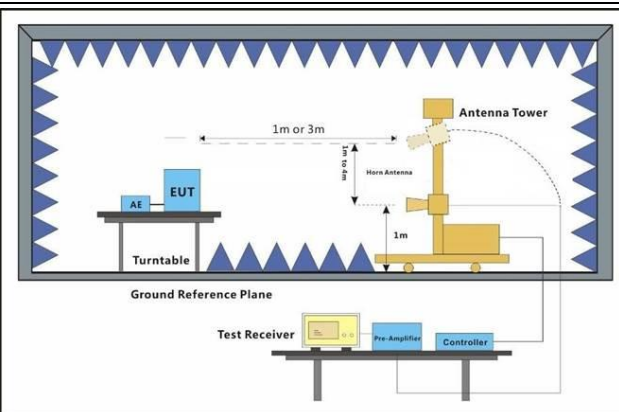 1m or 3m
Antenna Tower
1m to 4m
Horn Antenna
AE
EUT
1m
Turntable
Ground Reference Plane
Test Receiver
Pre-Amplifier
Controller